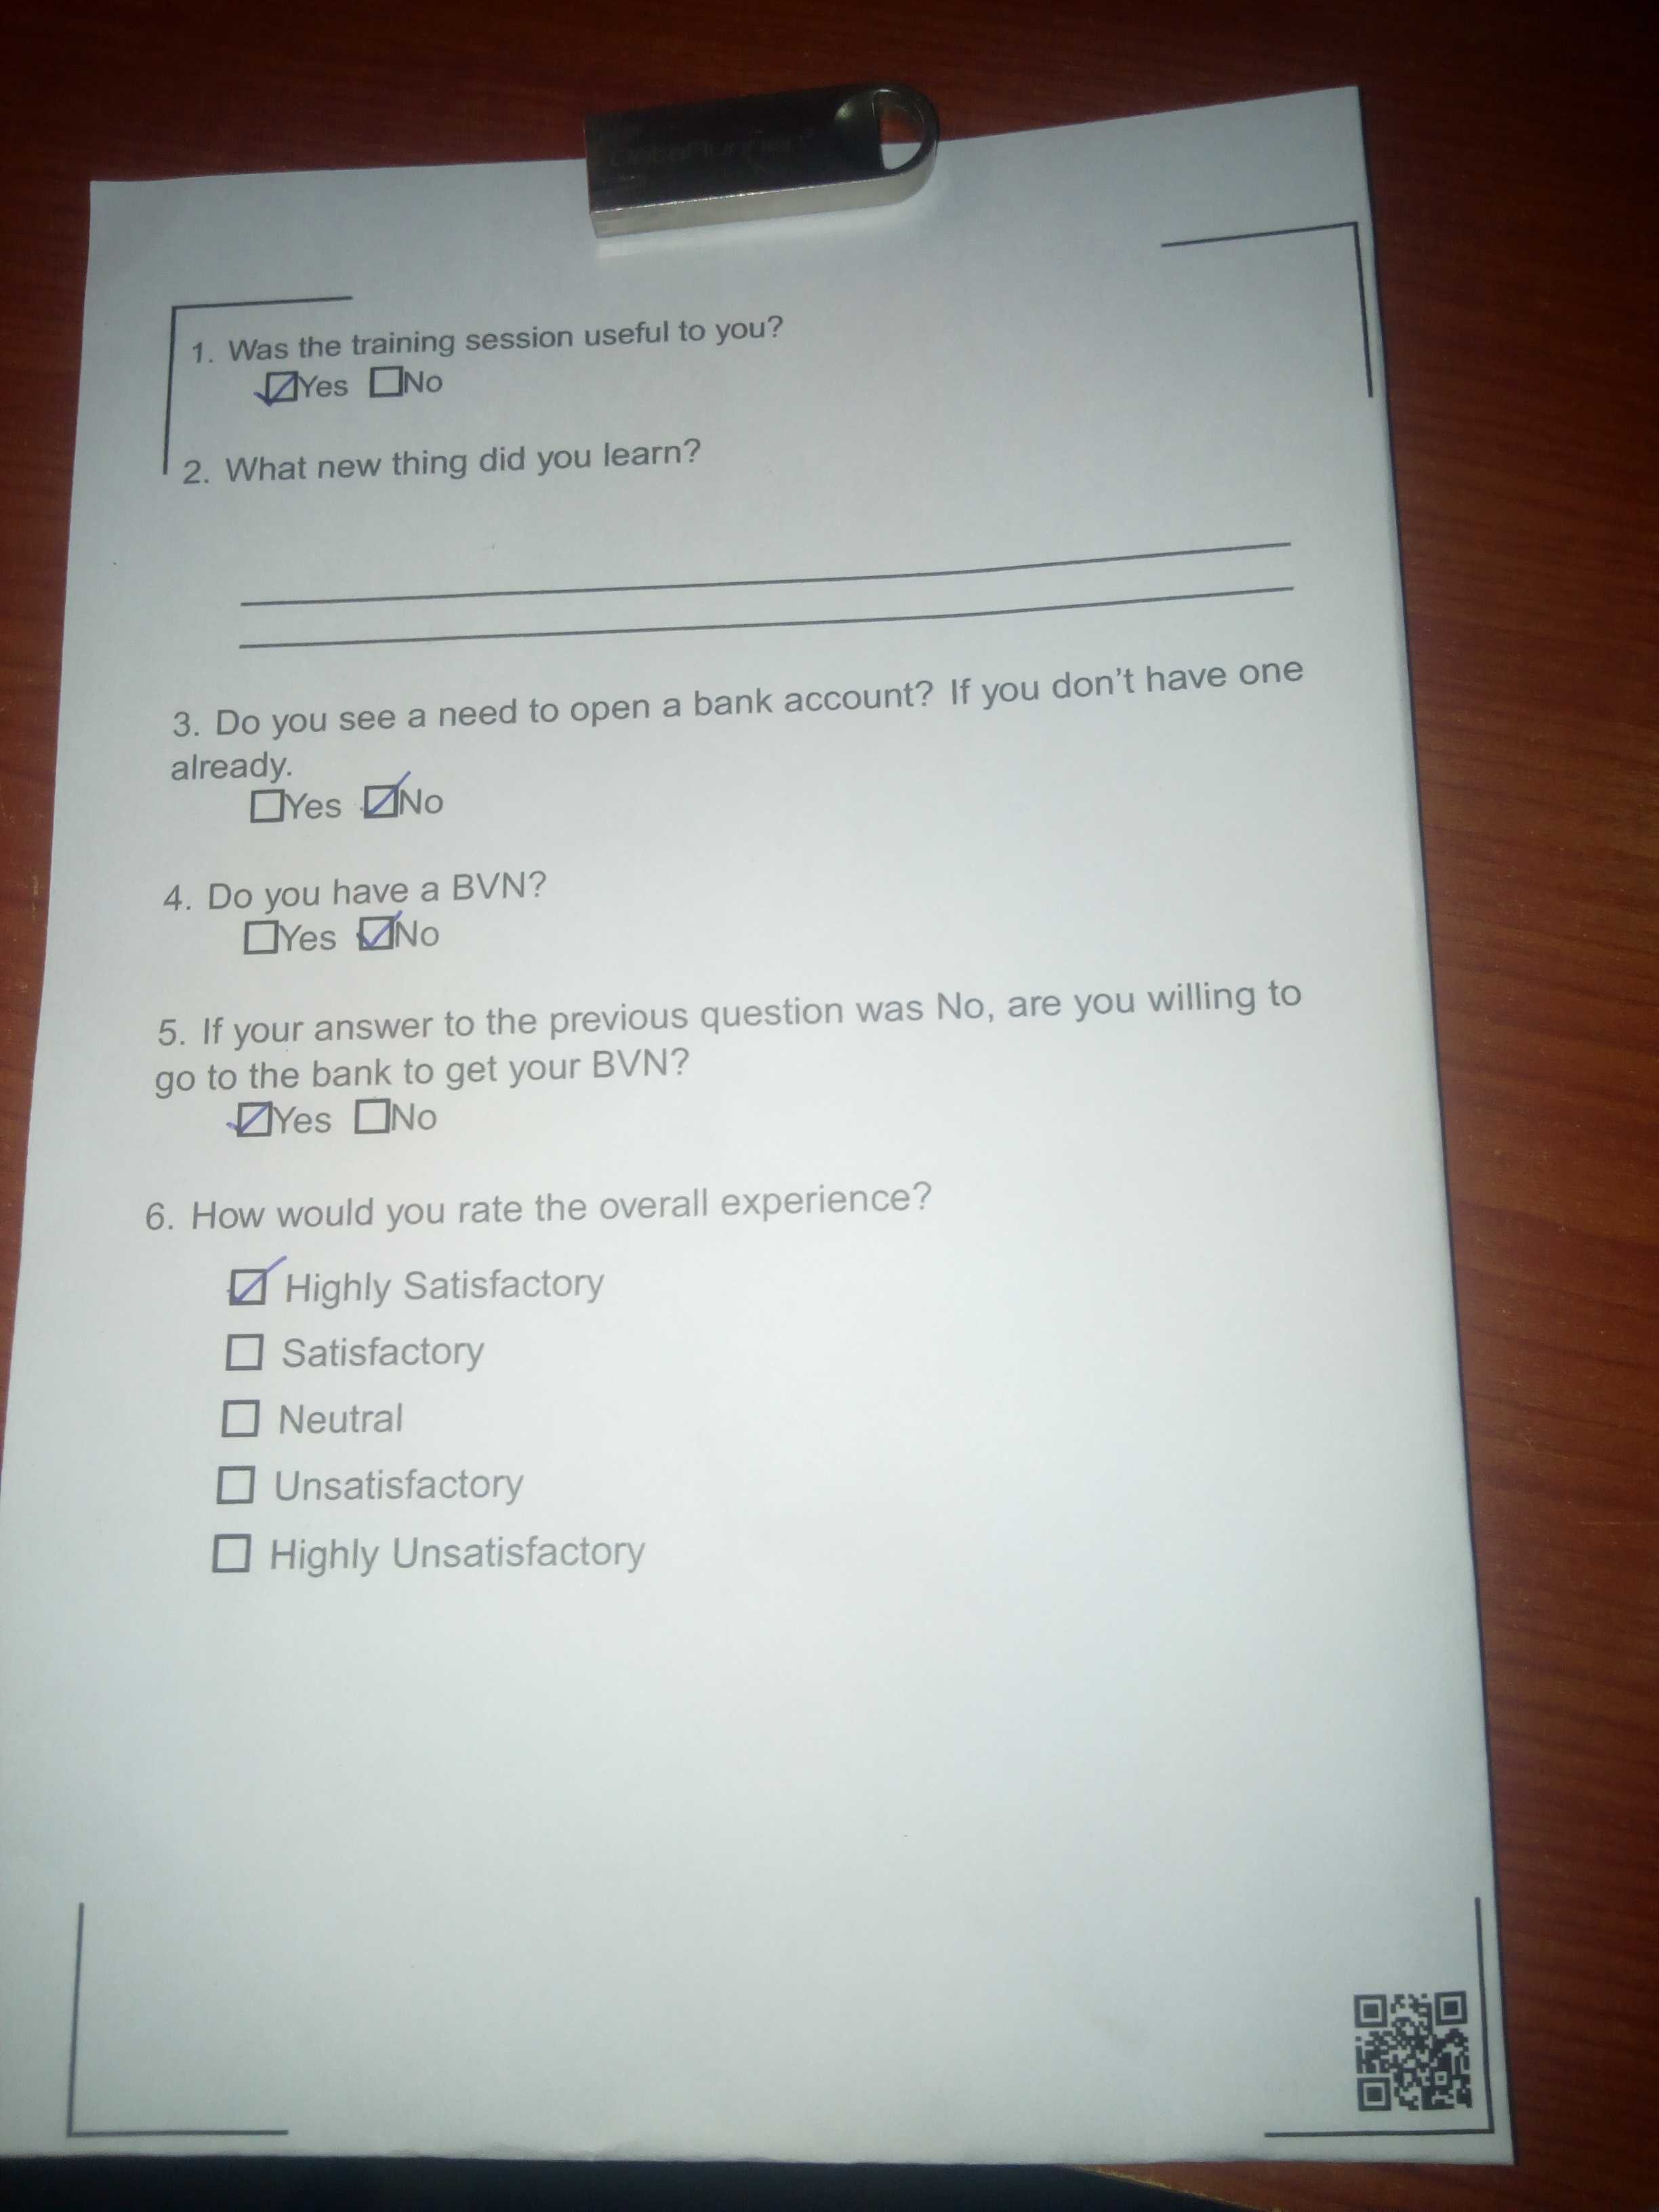 1. Was the training session useful to you?
☑Yes ☐No
2. What new thing did you learn?
3. Do you see a need to open a bank account? If you don't have one
already.
☐Yes ☑No
4. Do you have a BVN?
☐Yes ☑No
5. If your answer to the previous question was No, are you willing to
go to the bank to get your BVN?
☑Yes ☐No
6. How would you rate the overall experience?
☑ Highly Satisfactory
☐ Satisfactory
☐ Neutral
☐ Unsatisfactory
☐ Highly Unsatisfactory